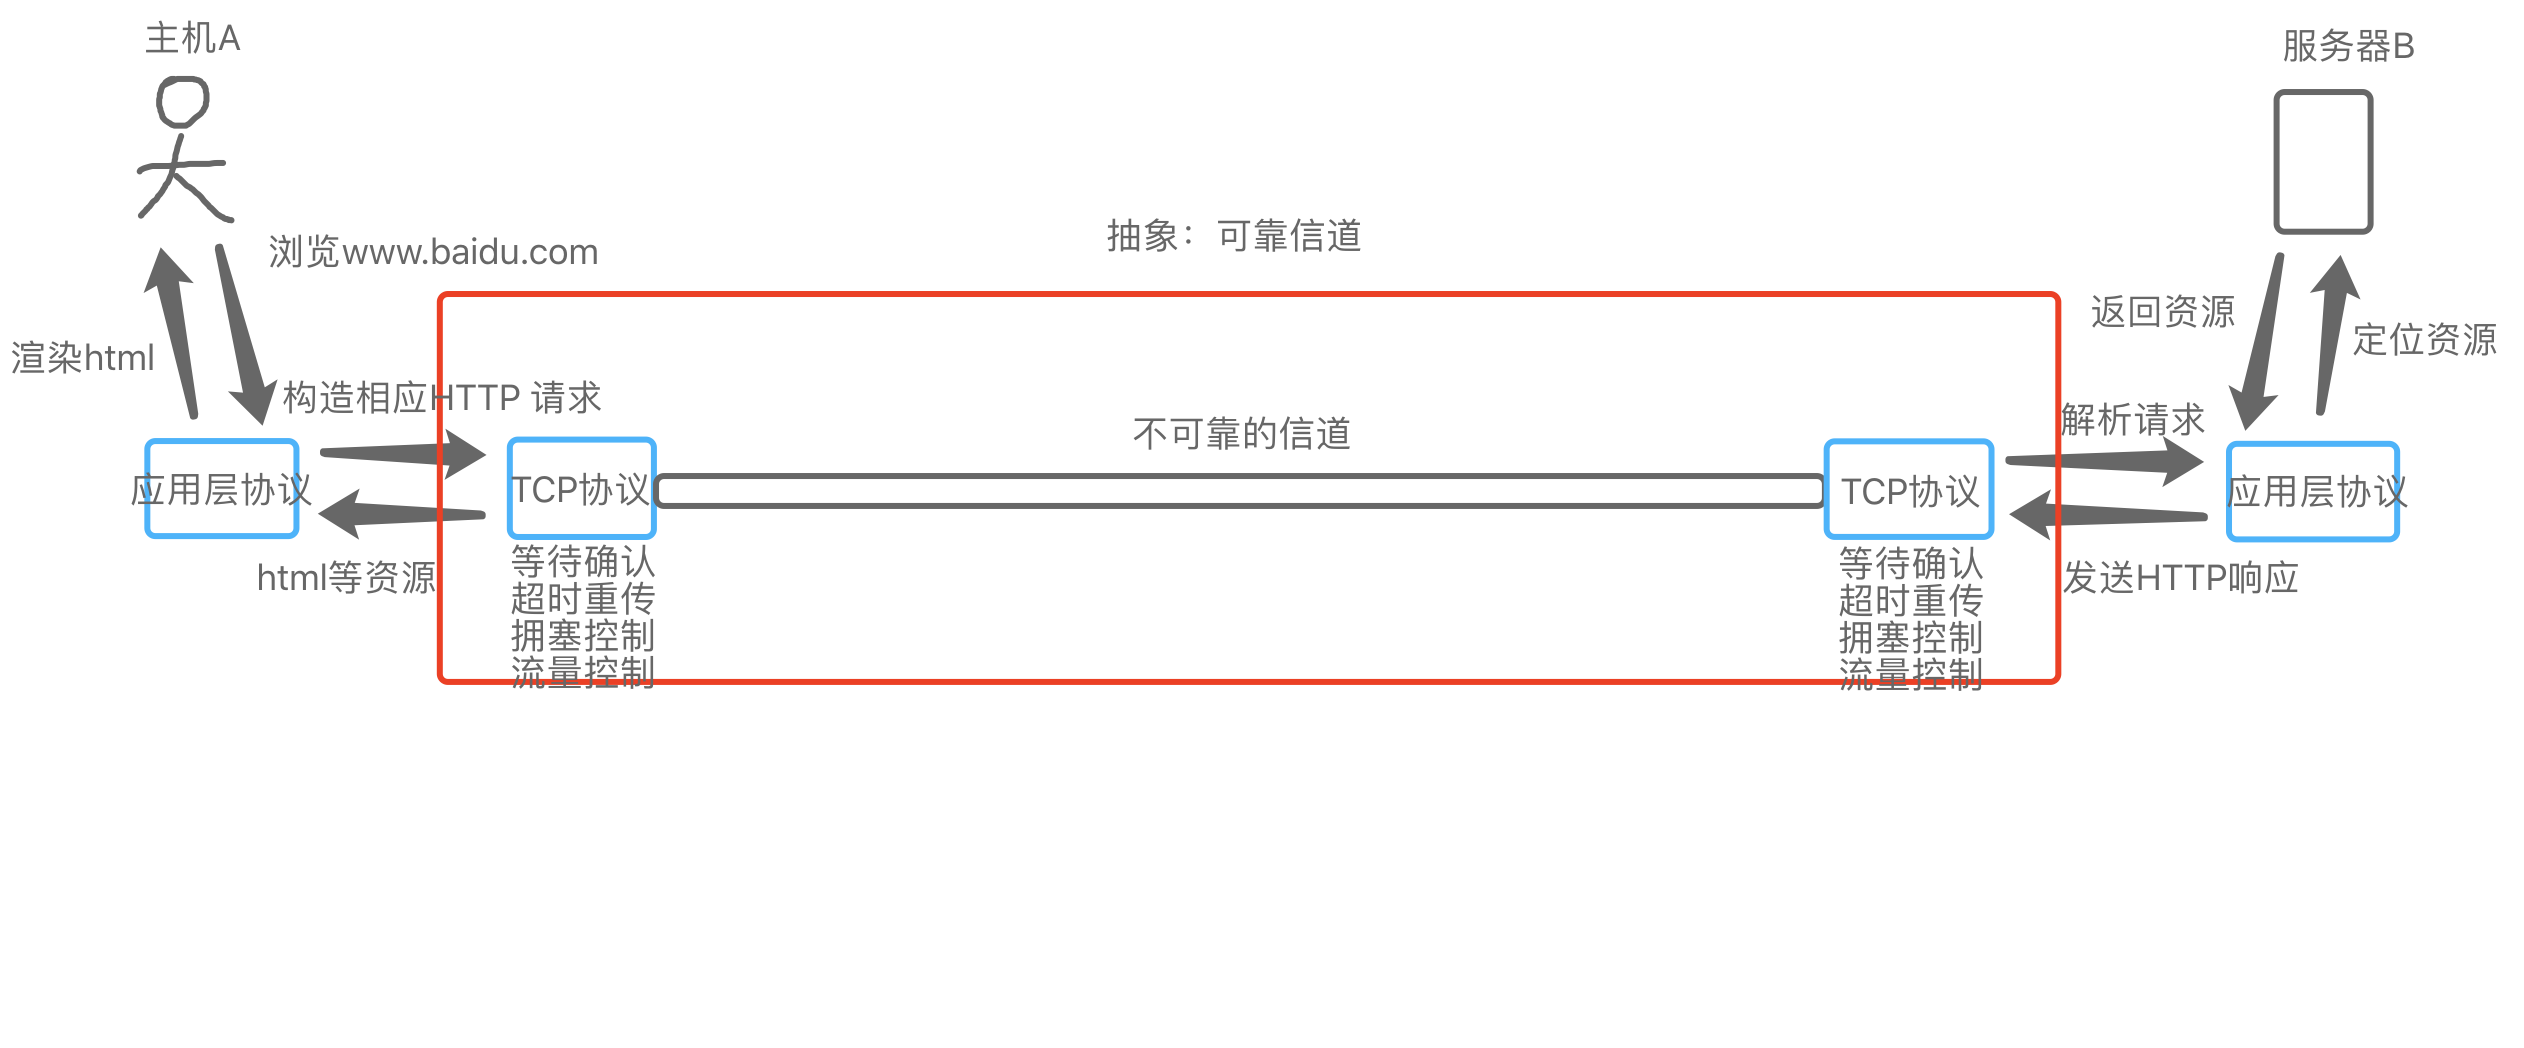 主机A
服务器B
浏览www.baidu.com
抽象：可靠信道
返回资源
定位资源
渲染html
构造相应HTTP 请求
不可靠的信道
解析请求
应用层协议
TCP协议
TCP协议
应用层协议
html等资源
等待确认
超时重传
拥塞控制
流量控制
等待确认
超时重传
拥塞控制
流量控制
发送HTTP响应